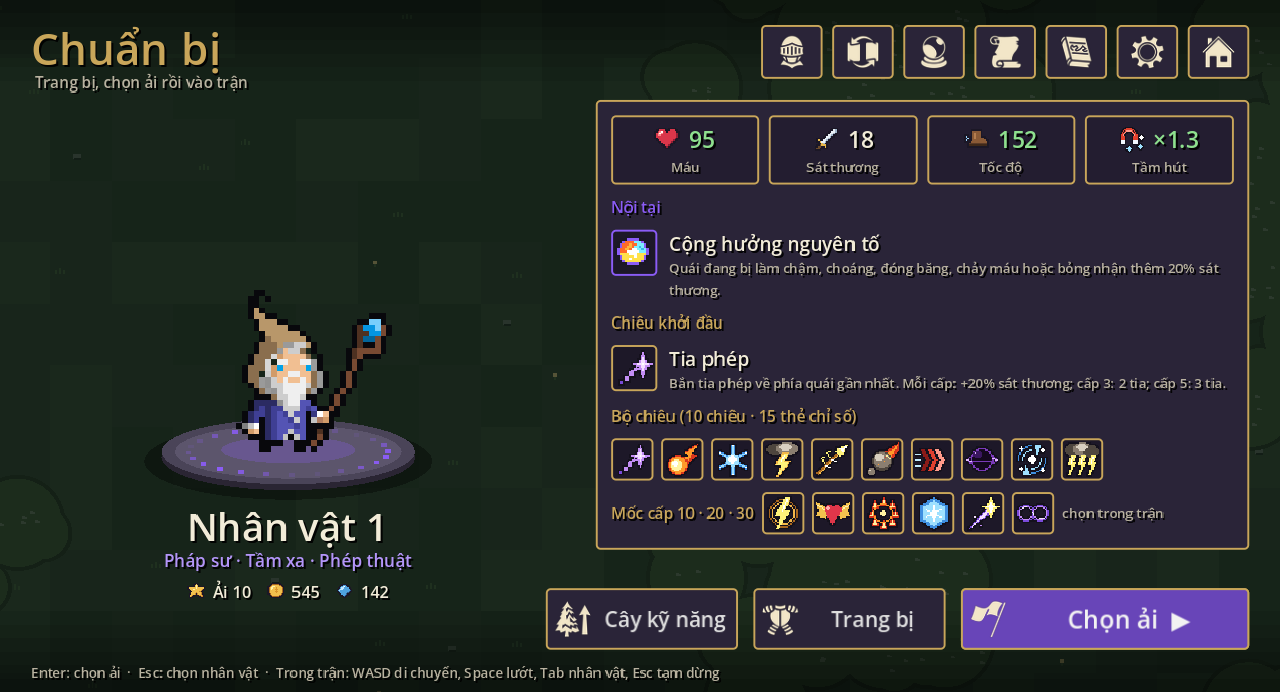 Chuẩn bị
Trang bị, chọn ải rồi vào trận
95
Máu
18
Sát thương
152
Tốc độ
×1.3
Tầm hút
Nội tại
Cộng hưởng nguyên tố
Quái đang bị làm chậm, choáng, đóng băng, chảy máu hoặc bỏng nhận thêm 20% sát
thương.
Chiêu khởi đầu
Tia phép
Bắn tia phép về phía quái gần nhất. Mỗi cấp: +20% sát thương; cấp 3: 2 tia; cấp 5: 3 tia.
Bộ chiêu (10 chiêu · 15 thẻ chỉ số)
Mốc cấp 10 · 20 · 30 chọn trong trận
Nhân vật 1
Pháp sư · Tầm xa · Phép thuật
Ải 10 545 142
Cây kỹ năng
Trang bị
Chọn ải ▶
Enter: chọn ải · Esc: chọn nhân vật · Trong trận: WASD di chuyển, Space lướt, Tab nhân vật, Esc tạm dừng